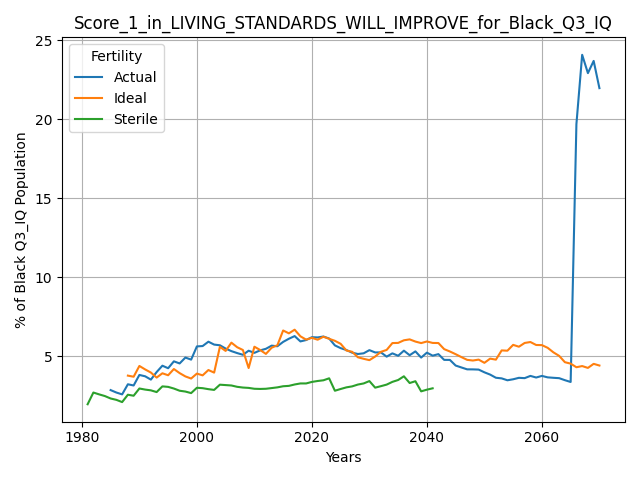 Score_1_in_LIVING_STANDARDS_WILL_IMPROVE_for_Black_Q3_IQ
Fertility
Actual
Ideal
Sterile
% of Black Q3_IQ Population
25
20
15
10
5
1980 2000 2020 2040 2060
Years